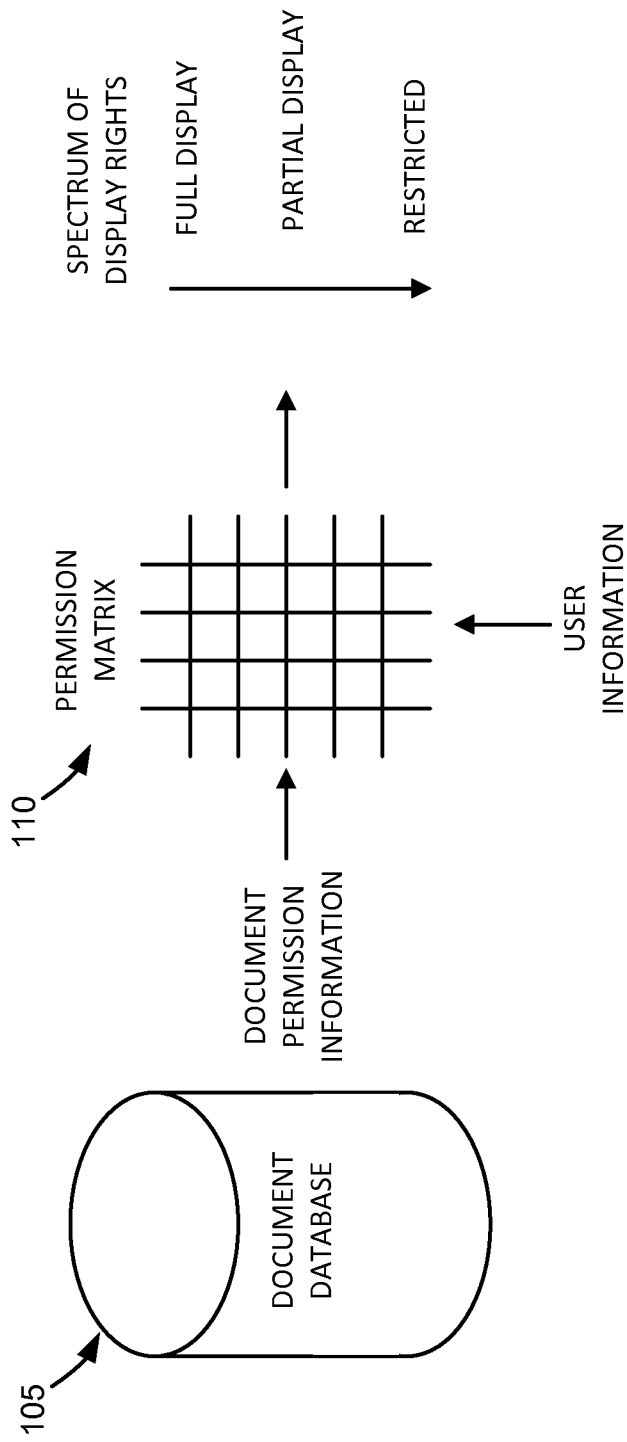 105
DOCUMENT
DATABASE
DOCUMENT
PERMISSION
INFORMATION
110
PERMISSION
MATRIX
USER
INFORMATION
SPECTRUM OF
DISPLAY RIGHTS
FULL DISPLAY
PARTIAL DISPLAY
RESTRICTED